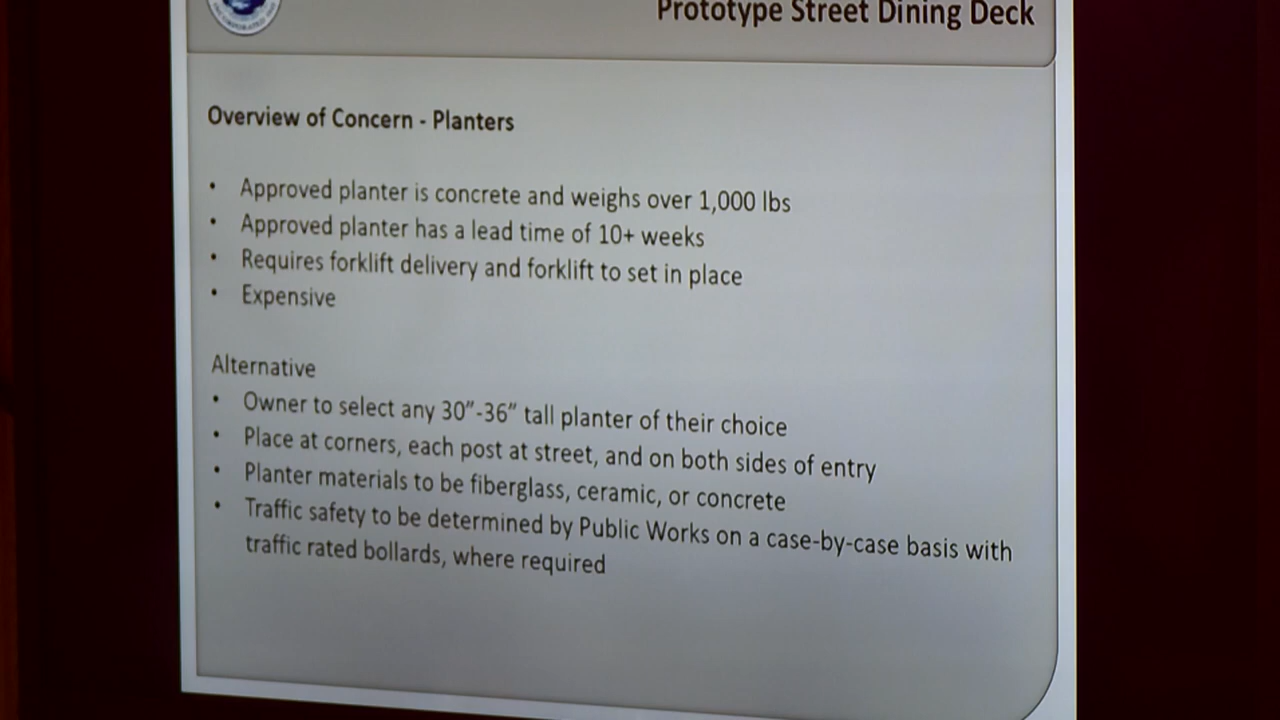 Prototype Street Dining Deck
Overview of Concern - Planters
• Approved planter is concrete and weighs over 1,000 lbs
• Approved planter has a lead time of 10+ weeks
• Requires forklift delivery and forklift to set in place
• Expensive
Alternative
• Owner to select any 30”-36” tall planter of their choice
• Place at corners, each post at street, and on both sides of entry
• Planter materials to be fiberglass, ceramic, or concrete
• Traffic safety to be determined by Public Works on a case-by-case basis with
traffic rated bollards, where required